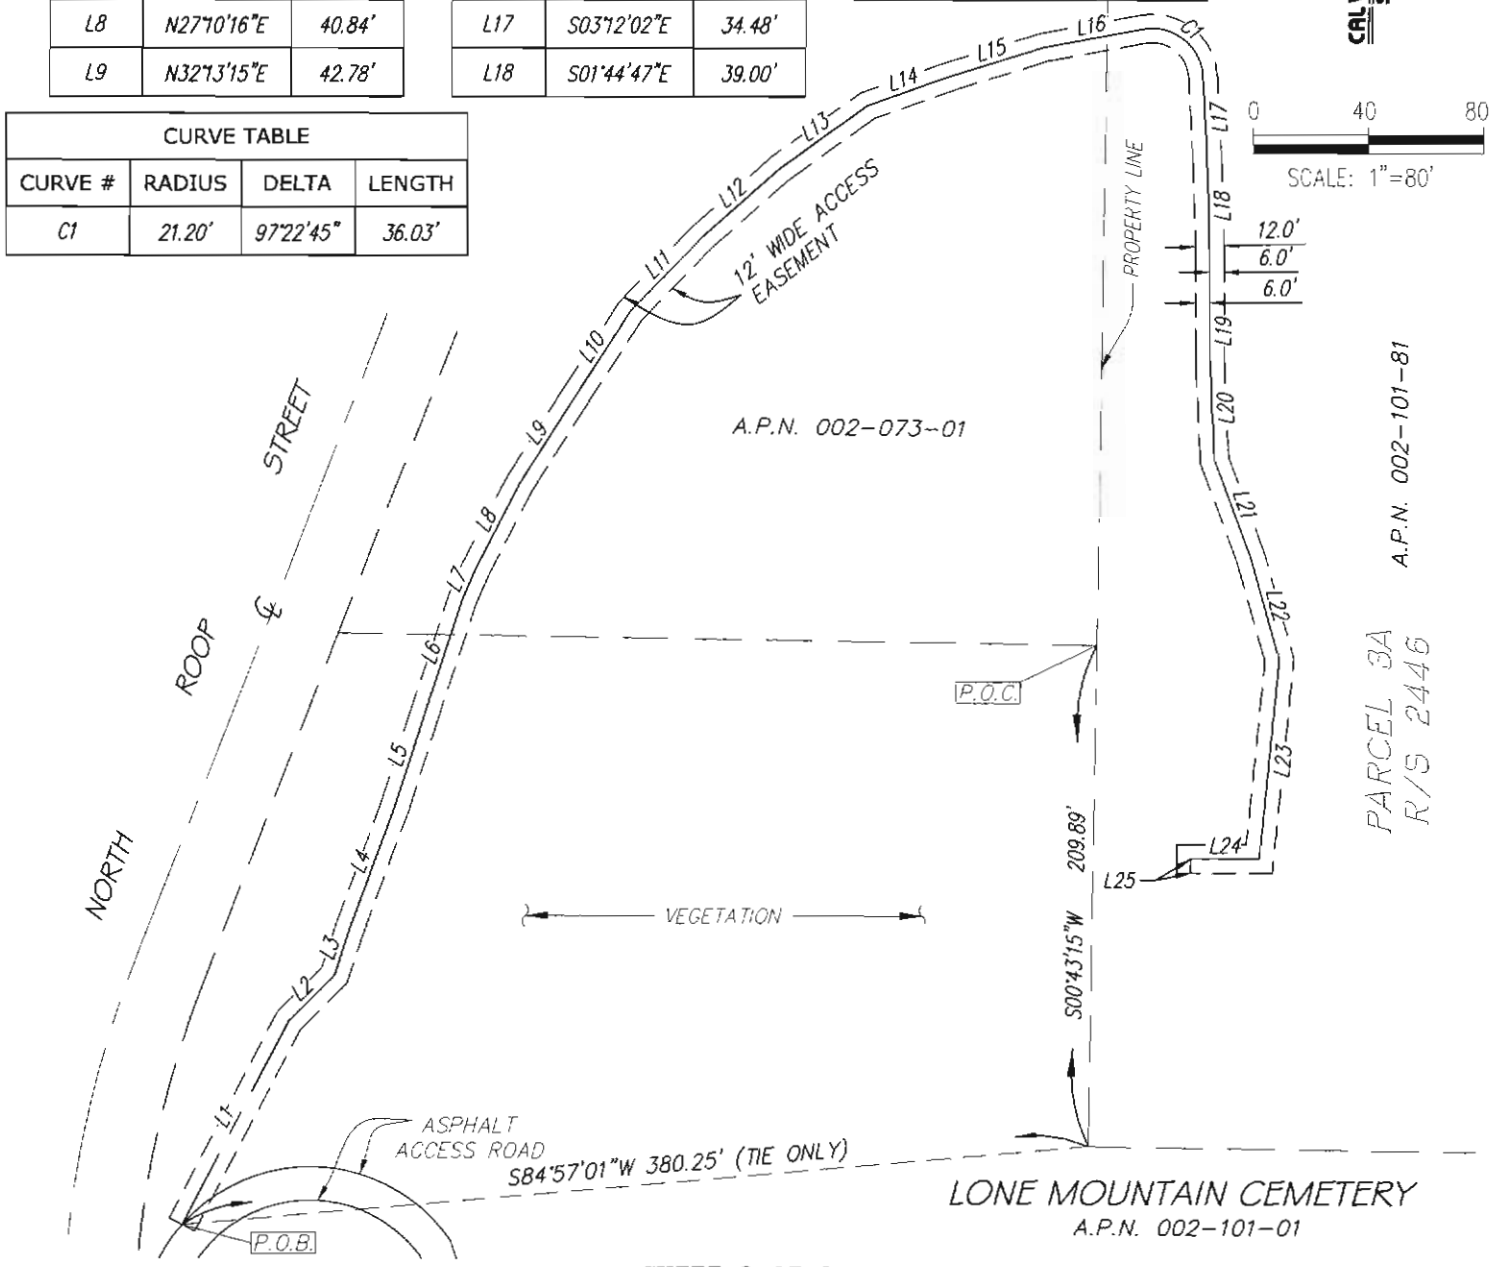 L8 N27°10'16"E 40.84'
L9 N32°13'15"E 42.78'
L17 S03°12'02"E 34.48'
L18 S01°44'47"E 39.00'
CURVE TABLE
CURVE # RADIUS DELTA LENGTH
C1 21.20' 97°22'45" 36.03'
CAL
0 40 80
SCALE: 1"=80'
L16
C1
L15
L14
L13
L12
L11
L10
L9
L8
L7
L6
L5
L4
L3
L2
L1
L17
L18
L19
L20
L21
L22
L23
L24
L25
12.0'
6.0'
6.0'
12' WIDE ACCESS
EASEMENT
PROPERTY LINE
A.P.N. 002-073-01
A.P.N. 002-101-81
PARCEL 3A
R/S 2446
NORTH ROOP STREET
P.O.C.
S00°43'15"W 209.89'
VEGETATION
ASPHALT
ACCESS ROAD
S84°57'01"W 380.25' (TIE ONLY)
P.O.B.
LONE MOUNTAIN CEMETERY
A.P.N. 002-101-01